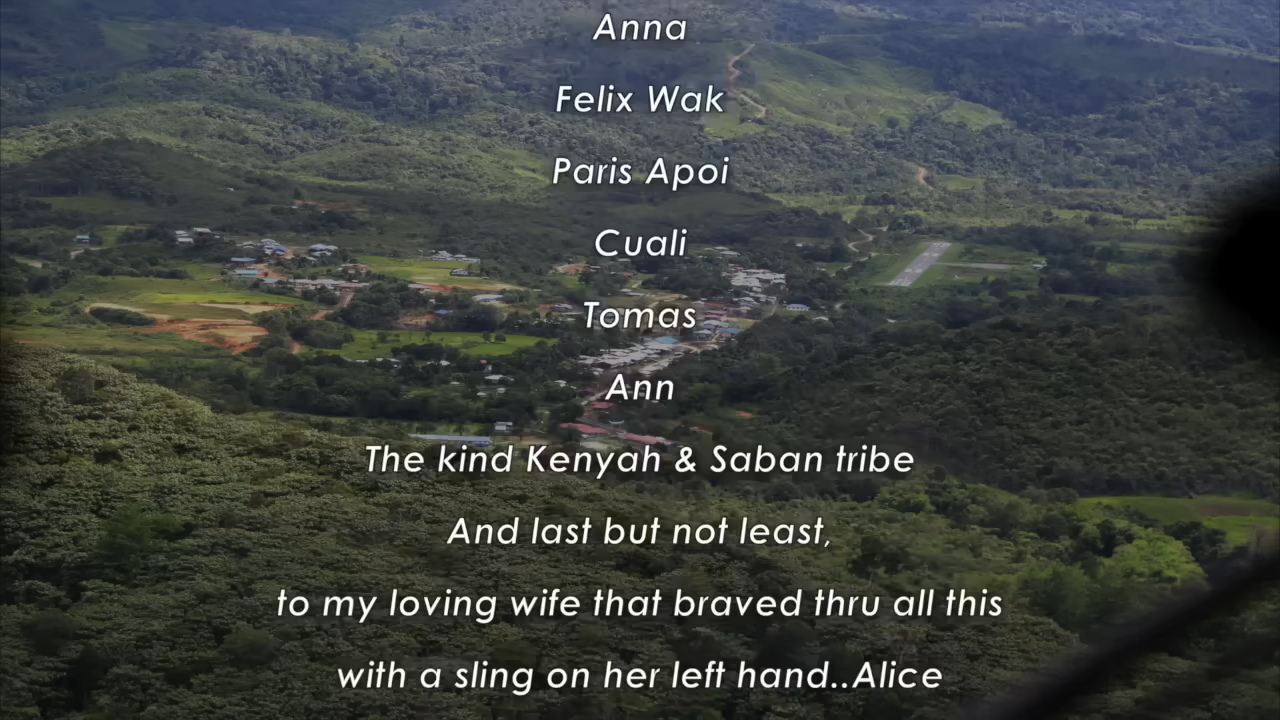 Anna
Felix Wak
Paris Apoi
Cuali
Tomas
Ann
The kind Kenyah & Saban tribe
And last but not least,
to my loving wife that braved thru all this
with a sling on her left hand..Alice